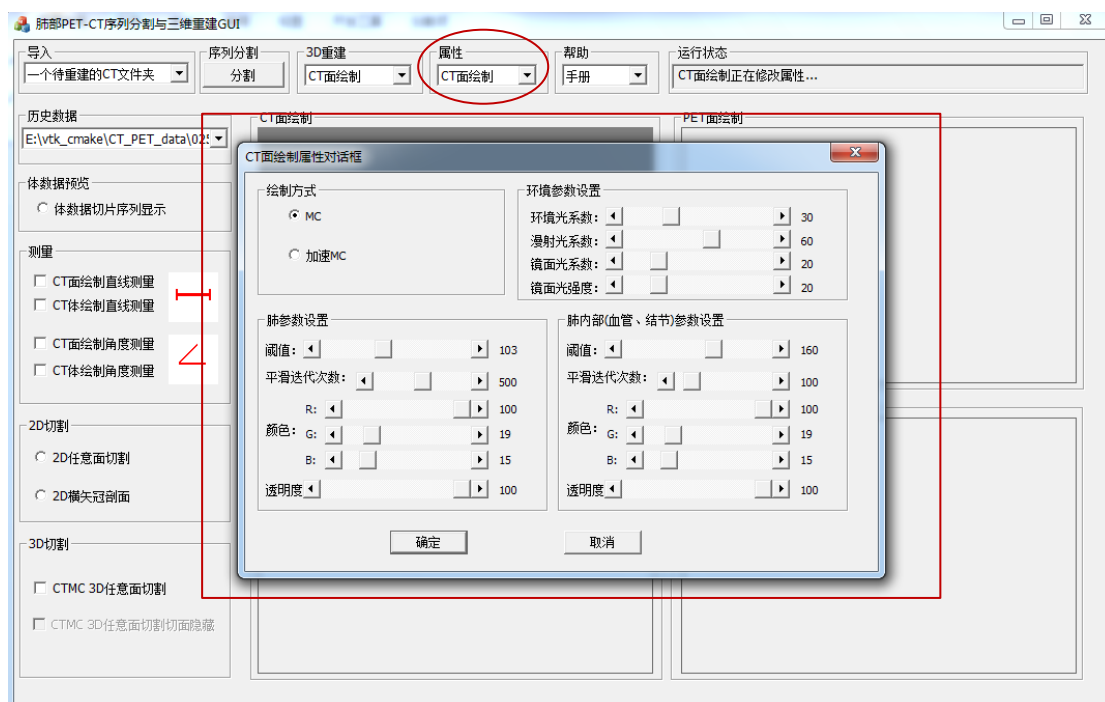 肺部PET-CT序列分割与三维重建GUI
导入 序列分割 3D重建 属性 帮助 运行状态
一个待重建的CT文件夹 分割 CT面绘制 CT面绘制 手册 CT面绘制正在修改属性...
历史数据
E:\vtk_cmake\CT_PET_data\02
CT面绘制 PET面绘制
体数据预览
体数据切片序列显示
测量
CT面绘制直线测量
CT体绘制直线测量
CT面绘制角度测量
CT体绘制角度测量
2D切割
2D任意面切割
2D横矢冠剖面
3D切割
CTMC 3D任意面切割
CTMC 3D任意面切割切面隐藏
CT面绘制属性对话框
绘制方式
MC
加速MC
环境参数设置
环境光系数: 30
漫射光系数: 60
镜面光系数: 20
镜面光强度: 20
肺参数设置
阈值: 103
平滑迭代次数: 500
R: 100
颜色: G: 19
B: 15
透明度 100
肺内部(血管、结节)参数设置
阈值: 160
平滑迭代次数: 100
R: 100
颜色: G: 19
B: 15
透明度 100
确定 取消